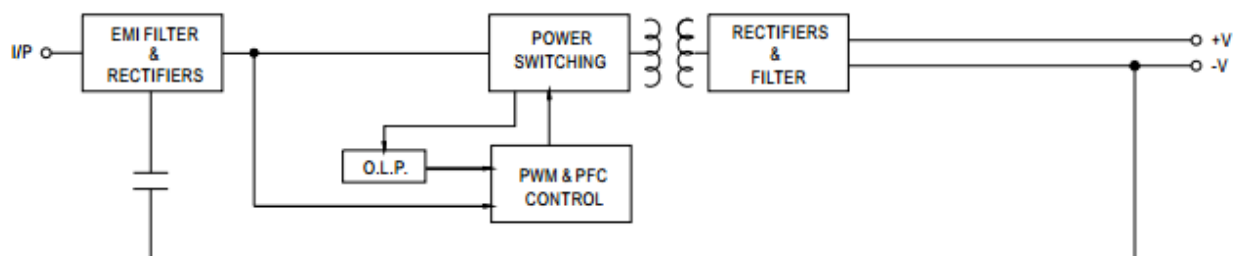 I/P
EMI FILTER
&
RECTIFIERS
POWER
SWITCHING
RECTIFIERS
&
FILTER
+V
-V
O.L.P.
PWM & PFC
CONTROL